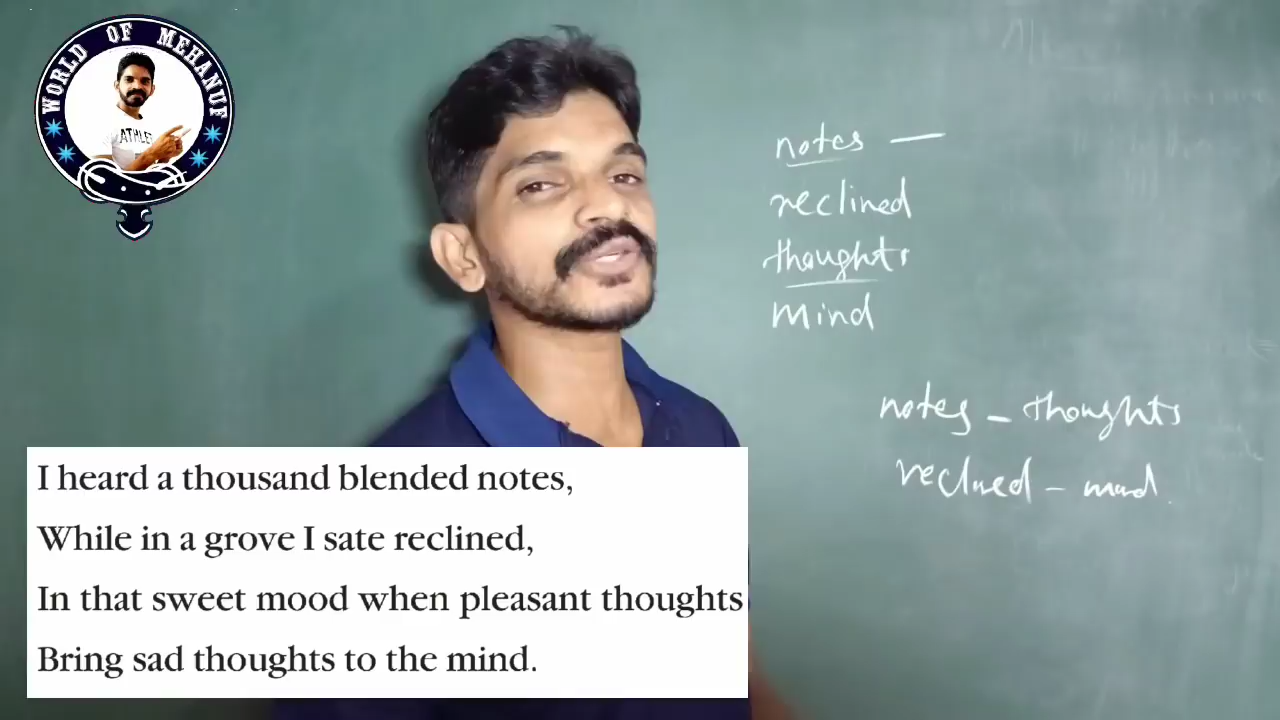 WORLD OF MEHANUF
ATHLET
notes —
reclined
thoughts
mind
notes - thoughts
reclined - mind.
I heard a thousand blended notes,
While in a grove I sate reclined,
In that sweet mood when pleasant thoughts
Bring sad thoughts to the mind.